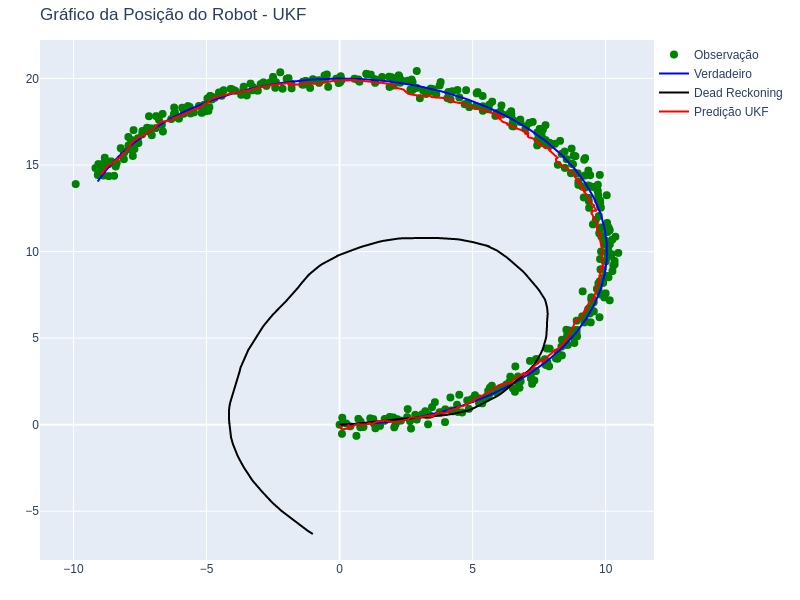 Gráfico da Posição do Robot - UKF
Observação
Verdadeiro
Dead Reckoning
Predição UKF
20
15
10
5
0
−5
−10
−5
0
5
10